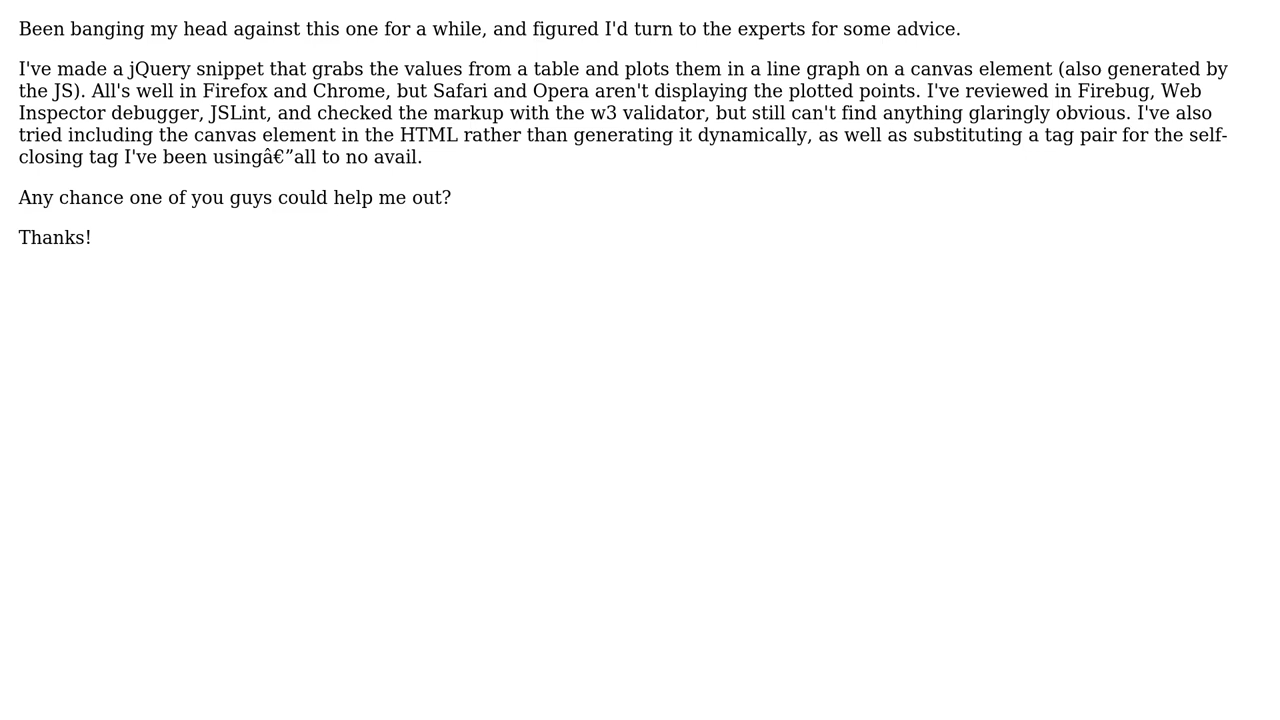 Been banging my head against this one for a while, and figured I'd turn to the experts for some advice.
I've made a jQuery snippet that grabs the values from a table and plots them in a line graph on a canvas element (also generated by
the JS). All's well in Firefox and Chrome, but Safari and Opera aren't displaying the plotted points. I've reviewed in Firebug, Web
Inspector debugger, JSLint, and checked the markup with the w3 validator, but still can't find anything glaringly obvious. I've also
tried including the canvas element in the HTML rather than generating it dynamically, as well as substituting a tag pair for the self-
closing tag I've been usingâ€”all to no avail.
Any chance one of you guys could help me out?
Thanks!